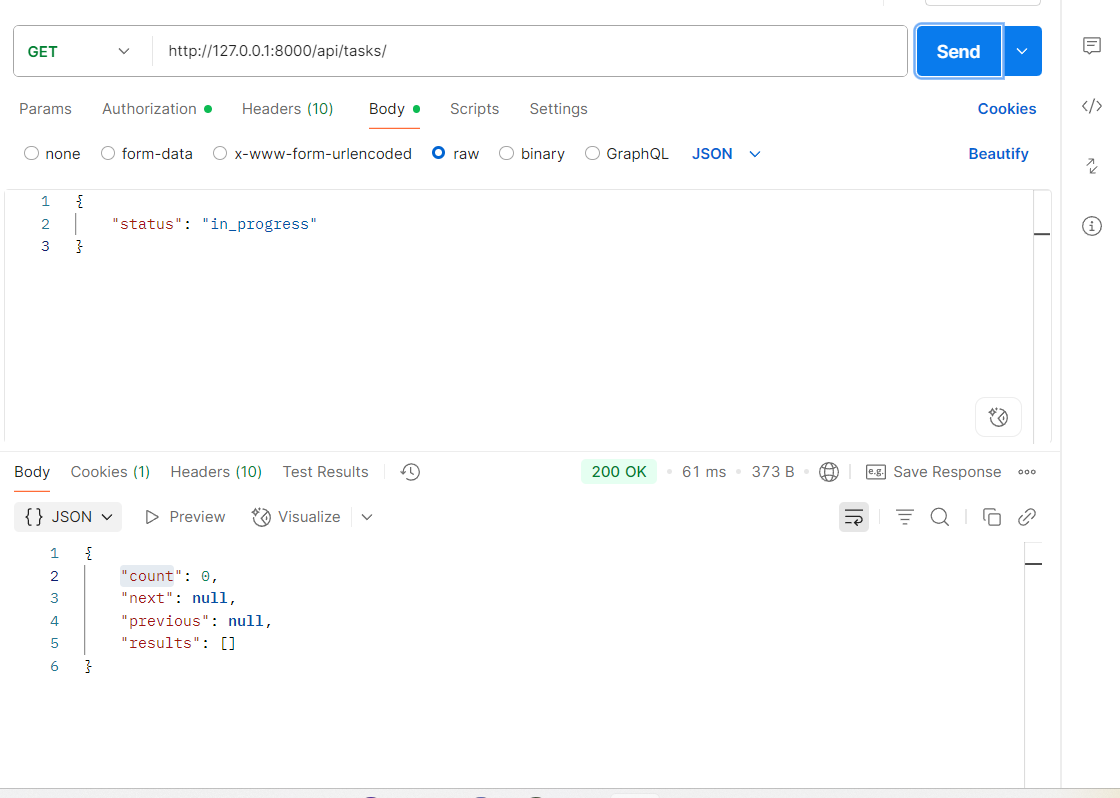 GET http://127.0.0.1:8000/api/tasks/ Send
Params Authorization Headers (10) Body Scripts Settings Cookies
none form-data x-www-form-urlencoded raw binary GraphQL JSON Beautify
1 {
2 "status": "in_progress"
3 }
Body Cookies (1) Headers (10) Test Results 200 OK 61 ms 373 B e.g. Save Response
{} JSON Preview Visualize
1 {
2 "count": 0,
3 "next": null,
4 "previous": null,
5 "results": []
6 }